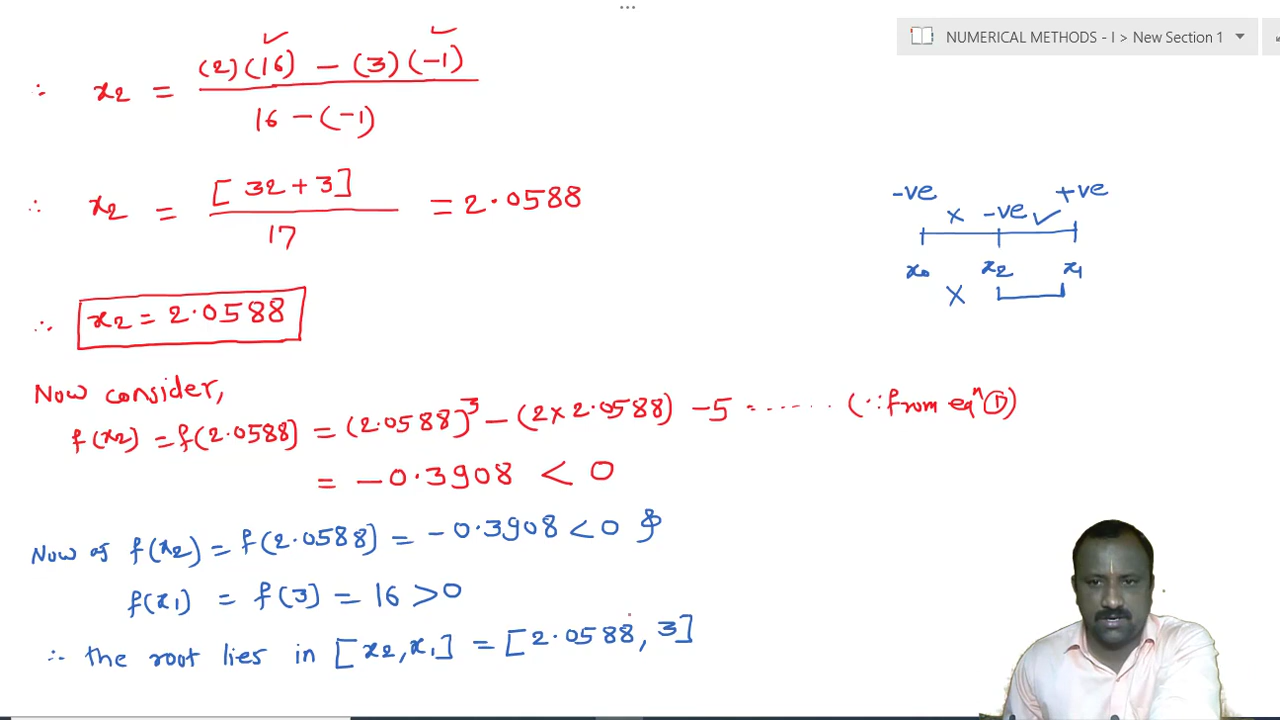 NUMERICAL METHODS - I > New Section 1
∴ x2 = (2)(16) - (3)(-1) / 16 - (-1)
∴ x2 = [32 + 3] / 17 = 2.0588
∴ x2 = 2.0588
-ve × -ve ✓ +ve
x0 x2 x1
×
Now consider,
f(x2) = f(2.0588) = (2.0588)^3 - (2×2.0588) - 5 ------- (∵ from eqn ①)
= -0.3908 < 0
Now as f(x2) = f(2.0588) = -0.3908 < 0 &
f(x1) = f(3) = 16 > 0
∴ the root lies in [x2, x1] = [2.0588, 3]